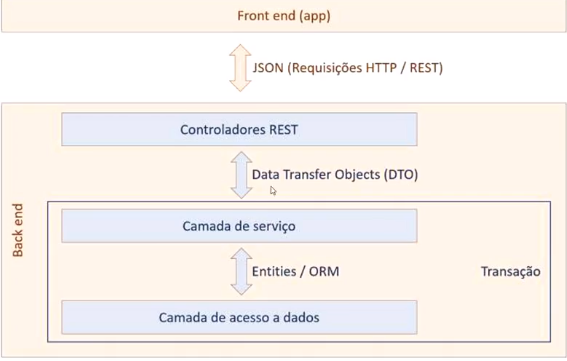 Front end (app)
JSON (Requisições HTTP / REST)
Controladores REST
Data Transfer Objects (DTO)
Back end
Camada de serviço
Entities / ORM
Transação
Camada de acesso a dados